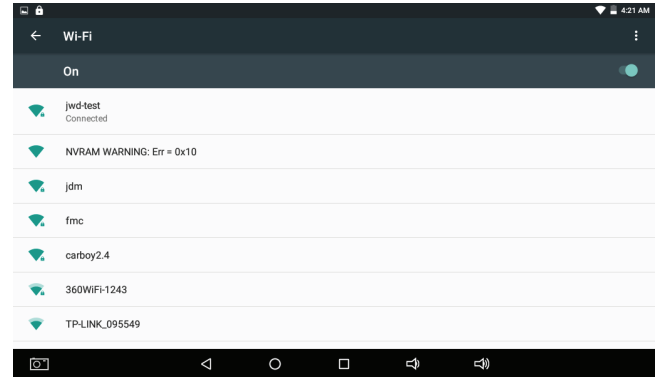 4:21 AM
Wi-Fi
On
jwd-test
Connected
NVRAM WARNING: Err = 0x10
jdm
fmc
carboy2.4
360WiFi-1243
TP-LINK_095549